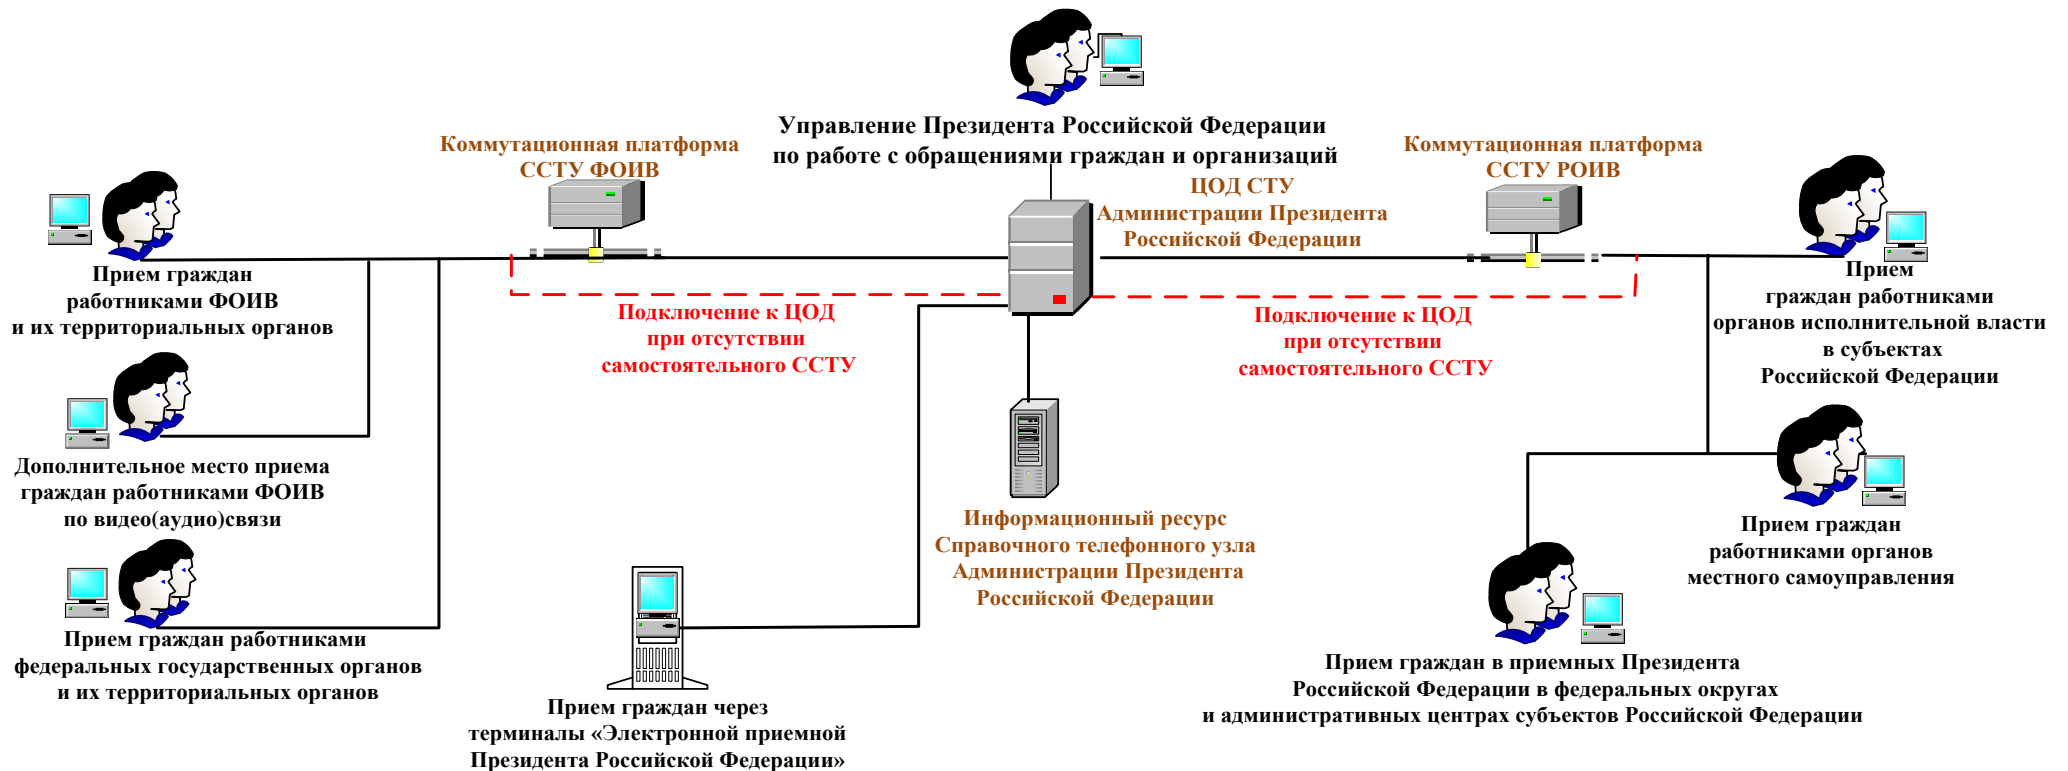 Управление Президента Российской Федерации
по работе с обращениями граждан и организаций
Коммутационная платформа
ССТУ ФОИВ
Коммутационная платформа
ССТУ РОИВ
ЦОД СТУ
Администрации Президента
Российской Федерации
Прием граждан
работниками ФОИВ
и их территориальных органов
Подключение к ЦОД
при отсутствии
самостоятельного ССТУ
Подключение к ЦОД
при отсутствии
самостоятельного ССТУ
Прием
граждан работниками
органов исполнительной власти
в субъектах
Российской Федерации
Дополнительное место приема
граждан работниками ФОИВ
по видео(аудио)связи
Информационный ресурс
Справочного телефонного узла
Администрации Президента
Российской Федерации
Прием граждан
работниками органов
местного самоуправления
Прием граждан работниками
федеральных государственных органов
и их территориальных органов
Прием граждан через
терминалы «Электронной приемной
Президента Российской Федерации»
Прием граждан в приемных Президента
Российской Федерации в федеральных округах
и административных центрах субъектов Российской Федерации